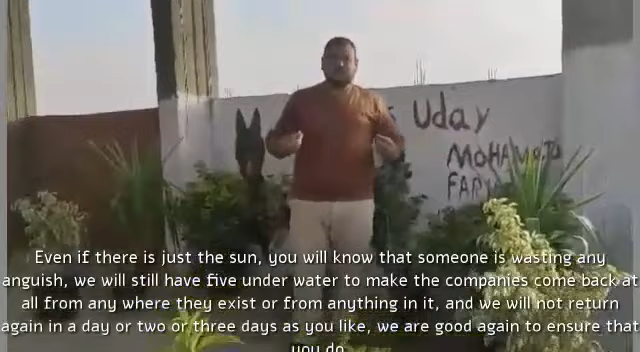 Uday
MOHAM
FAR
Even if there is just the sun, you will know that someone is wasting any
anguish, we will still have five under water to make the companies come back at
all from any where they exist or from anything in it, and we will not return
again in a day or two or three days as you like, we are good again to ensure that
you do